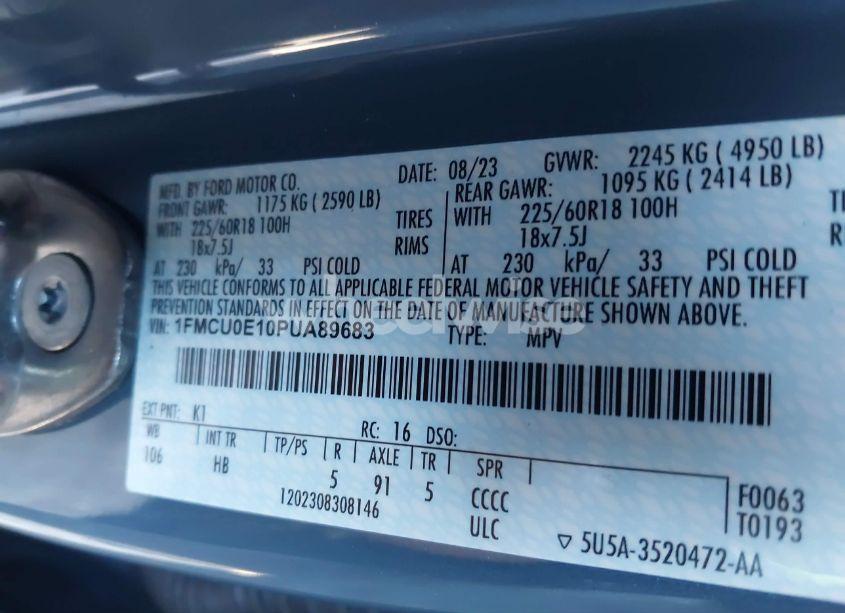 MFD. BY FORD MOTOR CO. DATE: 08/23 GVWR: 2245 KG ( 4950 LB)
FRONT GAWR: 1175 KG ( 2590 LB) REAR GAWR: 1095 KG ( 2414 LB)
WITH 225/60R18 100H TIRES WITH 225/60R18 100H
18x7.5J RIMS 18x7.5J
AT 230 kPa/ 33 PSI COLD AT 230 kPa/ 33 PSI COLD
THIS VEHICLE CONFORMS TO ALL APPLICABLE FEDERAL MOTOR VEHICLE SAFETY AND THEFT
PREVENTION STANDARDS IN EFFECT ON THE DATE OF MANUFACTURE SHOWN ABOVE.
VIN: 1FMCU0E10PUA89683 TYPE: MPV
EXT PNT: K1 RC: 16 DSO:
WB INT TR TP/PS R AXLE TR SPR
106 HB 5 91 5 CCCC
1202308308146 ULC
F0063
T0193
▽ 5U5A-3520472-AA